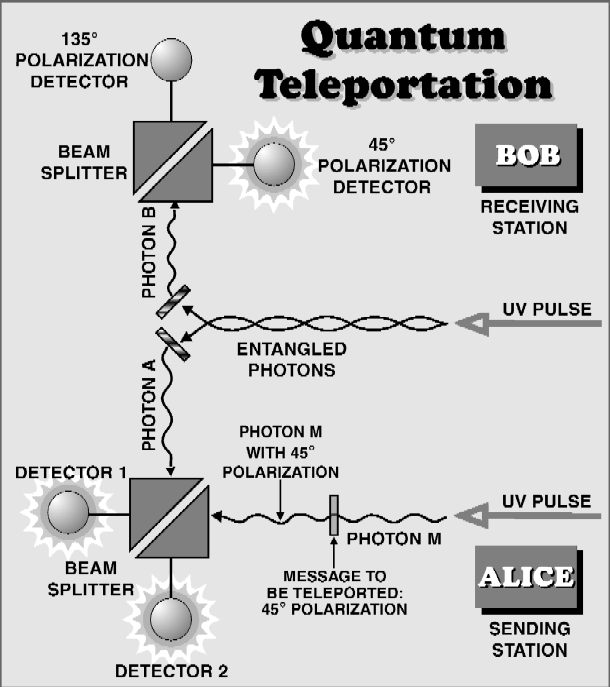 Quantum
Teleportation
135°
POLARIZATION
DETECTOR
BEAM
SPLITTER
45°
POLARIZATION
DETECTOR
BOB
RECEIVING
STATION
PHOTON B
UV PULSE
ENTANGLED
PHOTONS
PHOTON A
PHOTON M
WITH 45°
POLARIZATION
DETECTOR 1
UV PULSE
PHOTON M
BEAM
SPLITTER
MESSAGE TO
BE TELEPORTED:
45° POLARIZATION
ALICE
SENDING
STATION
DETECTOR 2